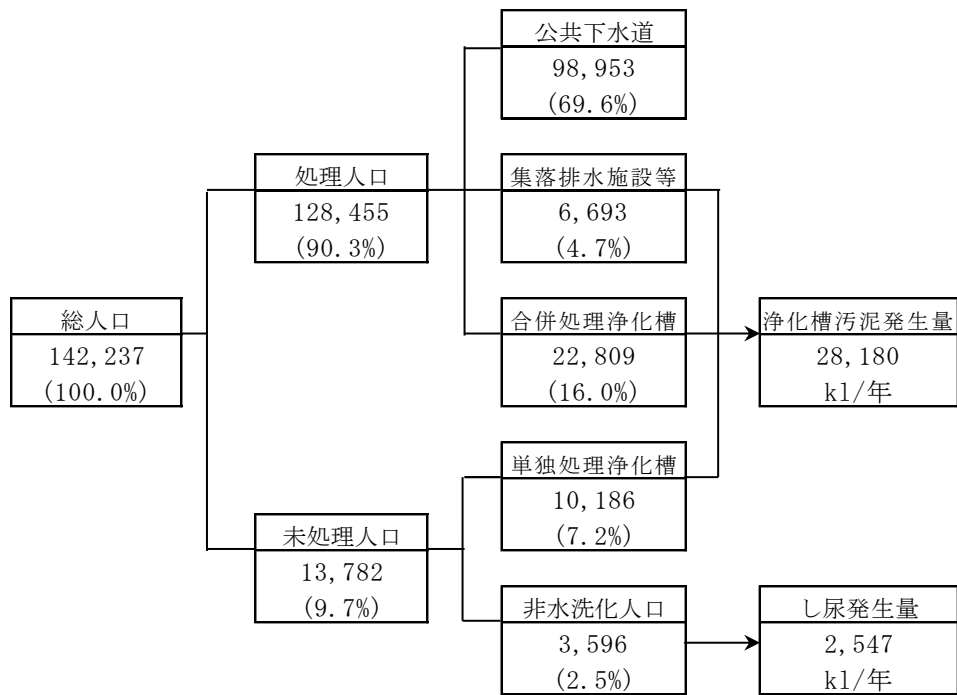 公共下水道
98,953
(69.6%)
処理人口
128,455
(90.3%)
集落排水施設等
6,693
(4.7%)
総人口
142,237
(100.0%)
合併処理浄化槽
22,809
(16.0%)
浄化槽汚泥発生量
28,180
kl/年
単独処理浄化槽
10,186
(7.2%)
未処理人口
13,782
(9.7%)
非水洗化人口
3,596
(2.5%)
し尿発生量
2,547
kl/年